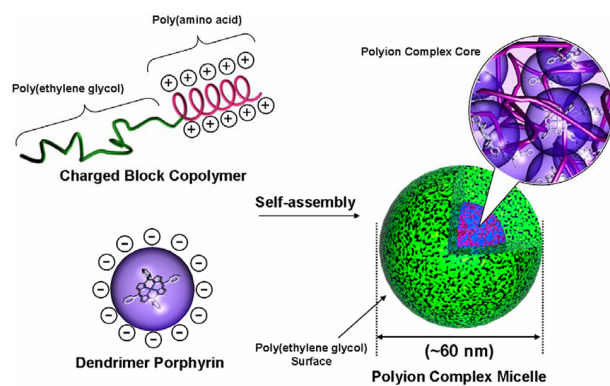 Poly(amino acid)
Poly(ethylene glycol)
Charged Block Copolymer
Polyion Complex Core
Self-assembly
Dendrimer Porphyrin
Poly(ethylene glycol)
Surface
(~60 nm)
Polyion Complex Micelle